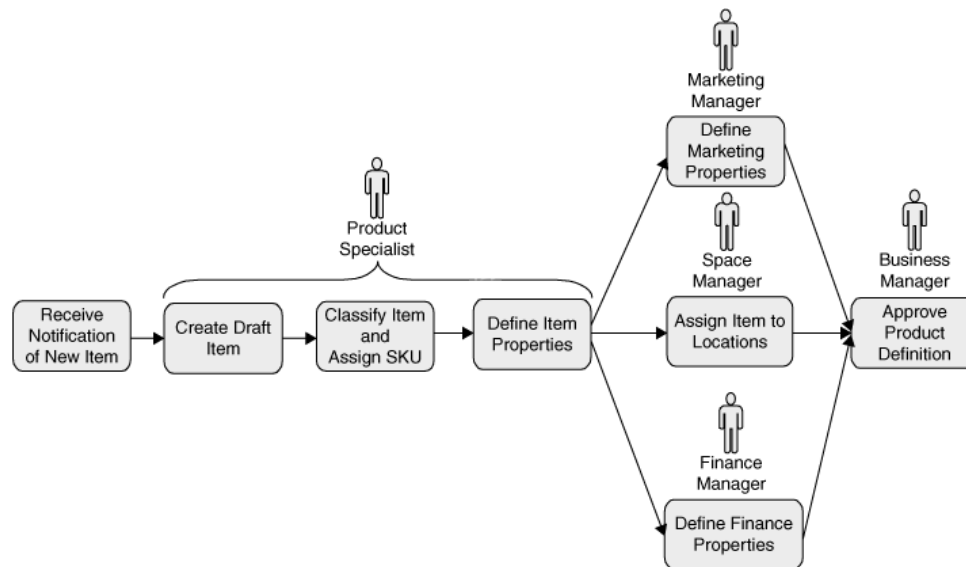 Marketing
Manager
Define
Marketing
Properties
Product
Specialist
Space
Manager
Business
Manager
Receive
Notification
of New Item
Create Draft
Item
Classify Item
and
Assign SKU
Define Item
Properties
Assign Item to
Locations
Approve
Product
Definition
Finance
Manager
Define Finance
Properties